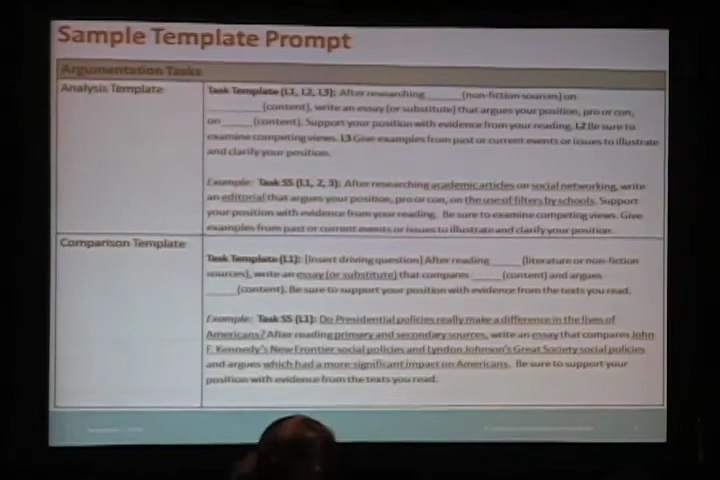 Sample Template Prompt
Argumentation Tasks
Analysis Template
Task Template (L1, L2, L3): After researching______(non-fiction sources) on
________(content), write an essay (or substitute) that argues your position, pro or con,
on _____(content). Support your position with evidence from your reading. L2 Be sure to
examine competing views. L3 Give examples from past or current events or issues to illustrate
and clarify your position.
Example: Task S5 (L1, 2, 3): After researching academic articles on social networking, write
an editorial that argues your position, pro or con, on the use of filters by schools. Support
your position with evidence from your reading. Be sure to examine competing views. Give
examples from past or current events or issues to illustrate and clarify your position.
Comparison Template
Task Template (L1): [Insert driving question] After reading_____(literature or non-fiction
sources), write an essay (or substitute) that compares _____(content) and argues
_____(content). Be sure to support your position with evidence from the texts you read.
Example: Task S5 (L1): Do Presidential policies really make a difference in the lives of
Americans? After reading primary and secondary sources, write an essay that compares John
F. Kennedy's New Frontier social policies and Lyndon Johnson's Great Society social policies
and argues which had a more significant impact on Americans. Be sure to support your
position with evidence from the texts you read.